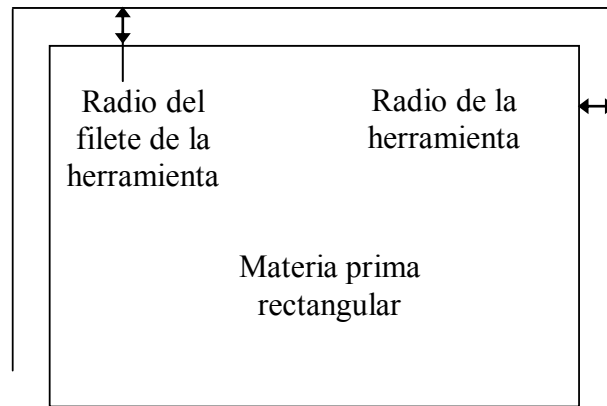 Radio del
filete de la
herramienta
Radio de la
herramienta
Materia prima
rectangular